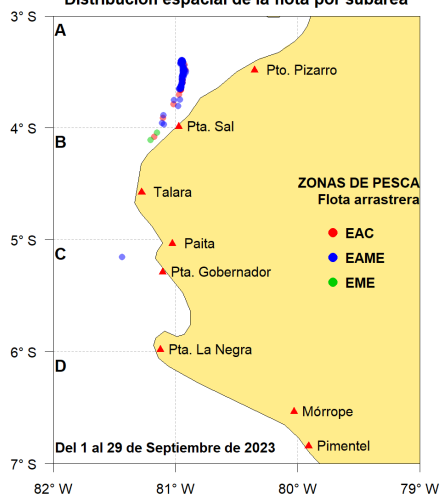 Distribución espacial de la flota por subárea
3° S
A
Pto. Pizarro
Pta. Sal
4° S
B
ZONAS DE PESCA
Flota arrastrera
Talara
EAC
Paita
5° S
C
EAME
Pta. Gobernador
EME
Pta. La Negra
6° S
D
Mórrope
Del 1 al 29 de Septiembre de 2023
Pimentel
7° S
82° W
81° W
80° W
79° W